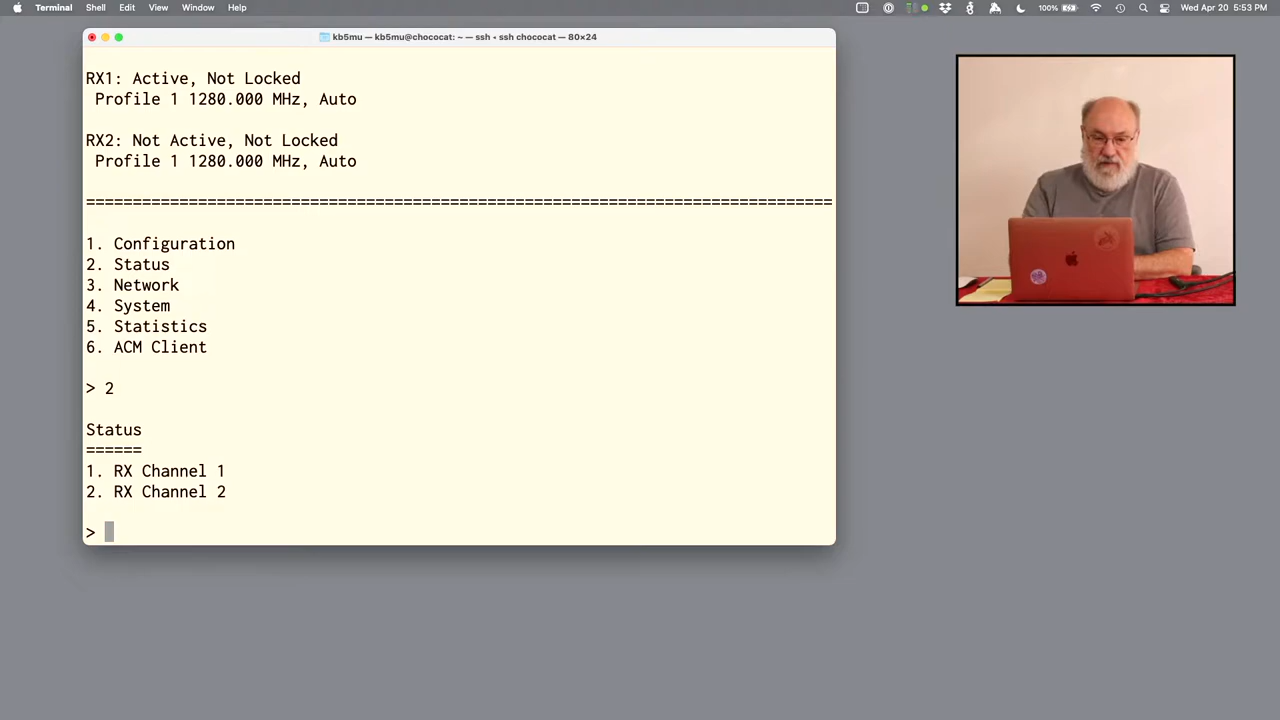 Terminal Shell Edit View Window Help
100% Wed Apr 20 5:53 PM
kb5mu — kb5mu@chococat: ~ — ssh ◂ ssh chococat — 80×24
RX1: Active, Not Locked
Profile 1 1280.000 MHz, Auto
RX2: Not Active, Not Locked
Profile 1 1280.000 MHz, Auto
================================================================================
1. Configuration
2. Status
3. Network
4. System
5. Statistics
6. ACM Client
> 2
Status
======
1. RX Channel 1
2. RX Channel 2
>